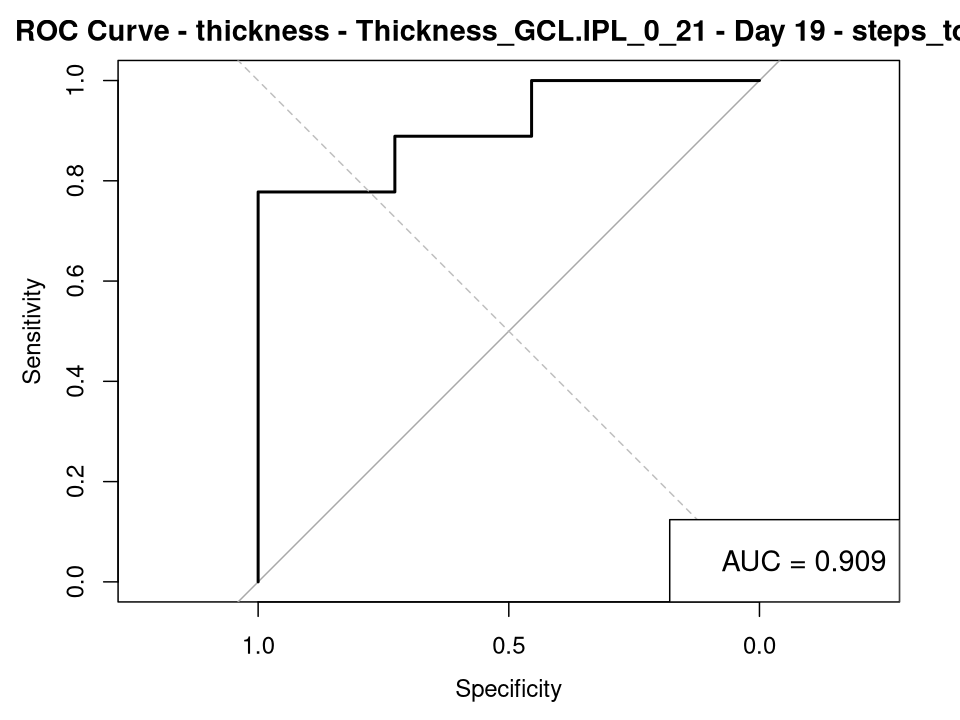 ROC Curve - thickness - Thickness_GCL.IPL_0_21 - Day 19 - steps_to
1.0
0.8
0.6
0.4
0.2
0.0
Sensitivity
AUC = 0.909
1.0 0.5 0.0
Specificity